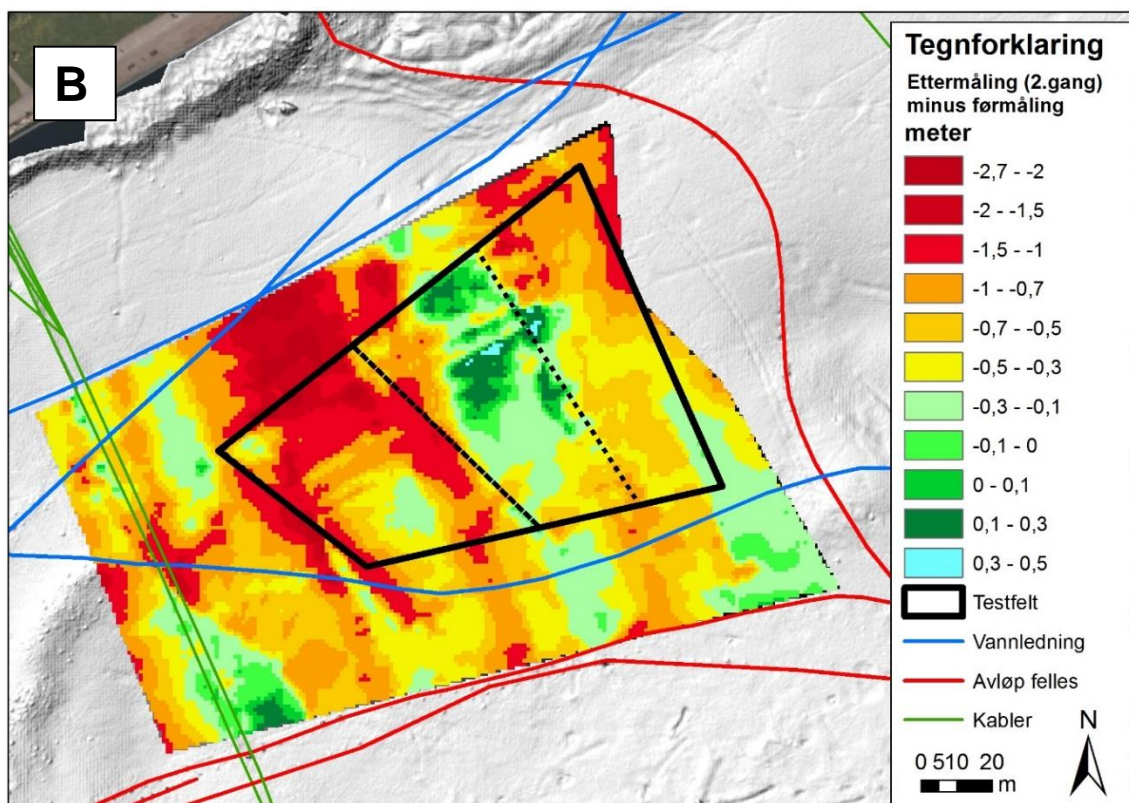 B
Tegnforklaring
Ettermåling (2.gang)
minus førmåling
meter
-2,7 - -2
-2 - -1,5
-1,5 - -1
-1 - -0,7
-0,7 - -0,5
-0,5 - -0,3
-0,3 - -0,1
-0,1 - 0
0 - 0,1
0,1 - 0,3
0,3 - 0,5
Testfelt
Vannledning
Avløp felles
Kabler
N
0 510 20
m